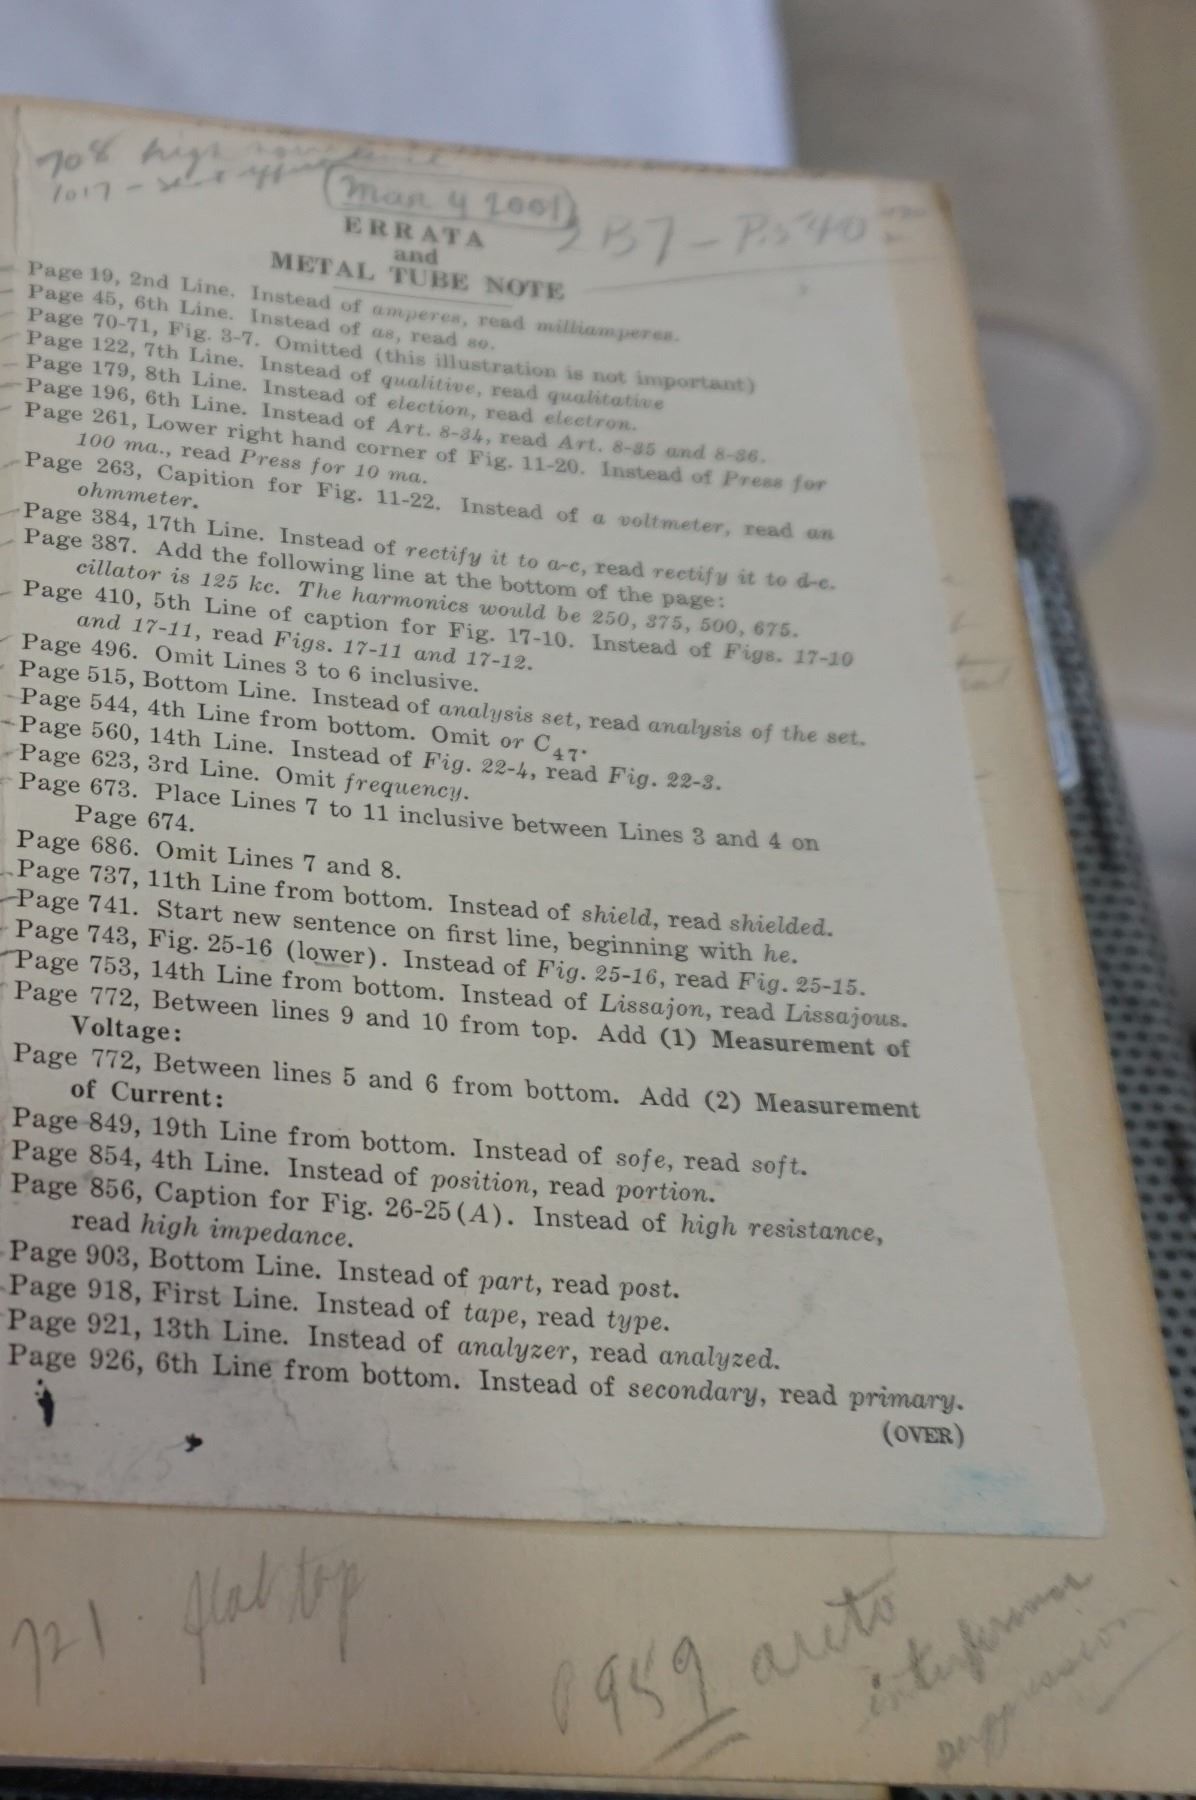 708 high
1017 -
Mar 4 2001
2B7 - P.540
ERRATA
and
METAL TUBE NOTE
Page 19, 2nd Line. Instead of amperes, read milliamperes.
Page 45, 6th Line. Instead of as, read so.
Page 70-71, Fig. 3-7. Omitted (this illustration is not important)
Page 122, 7th Line. Instead of qualitive, read qualitative
Page 179, 8th Line. Instead of election, read electron.
Page 196, 6th Line. Instead of Art. 8-34, read Art. 8-35 and 8-36.
Page 261, Lower right hand corner of Fig. 11-20. Instead of Press for
100 ma., read Press for 10 ma.
Page 263, Capition for Fig. 11-22. Instead of a voltmeter, read an
ohmmeter.
Page 384, 17th Line. Instead of rectify it to a-c, read rectify it to d-c.
Page 387. Add the following line at the bottom of the page:
cillator is 125 kc. The harmonics would be 250, 375, 500, 675.
Page 410, 5th Line of caption for Fig. 17-10. Instead of Figs. 17-10
and 17-11, read Figs. 17-11 and 17-12.
Page 496. Omit Lines 3 to 6 inclusive.
Page 515, Bottom Line. Instead of analysis set, read analysis of the set.
Page 544, 4th Line from bottom. Omit or C47.
Page 560, 14th Line. Instead of Fig. 22-4, read Fig. 22-3.
Page 623, 3rd Line. Omit frequency.
Page 673. Place Lines 7 to 11 inclusive between Lines 3 and 4 on
Page 674.
Page 686. Omit Lines 7 and 8.
Page 737, 11th Line from bottom. Instead of shield, read shielded.
Page 741. Start new sentence on first line, beginning with he.
Page 743, Fig. 25-16 (lower). Instead of Fig. 25-16, read Fig. 25-15.
Page 753, 14th Line from bottom. Instead of Lissajon, read Lissajous.
Page 772, Between lines 9 and 10 from top. Add (1) Measurement of
Voltage:
Page 772, Between lines 5 and 6 from bottom. Add (2) Measurement
of Current:
Page 849, 19th Line from bottom. Instead of sofe, read soft.
Page 854, 4th Line. Instead of position, read portion.
Page 856, Caption for Fig. 26-25(A). Instead of high resistance,
read high impedance.
Page 903, Bottom Line. Instead of part, read post.
Page 918, First Line. Instead of tape, read type.
Page 921, 13th Line. Instead of analyzer, read analyzed.
Page 926, 6th Line from bottom. Instead of secondary, read primary.
(OVER)
721 flat top
P 959 aueto